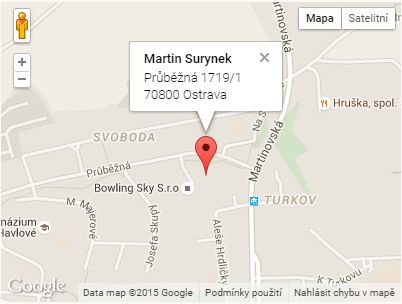 Mapa
Satelitní
Martin Surynek
Průběžná 1719/1
70800 Ostrava
Martinovská
Hruška, spol.
Na S
SVOBODA
Průběžná
Martinovská
Bowling Sky S.r.o
TURKOV
M. Majerové
Josefa Skupy
Aleše Hrdličky
názium
Havlové
K Turkovu
Google
Map data ©2015 Google
Podmínky použití
Nahlásit chybu v mapě